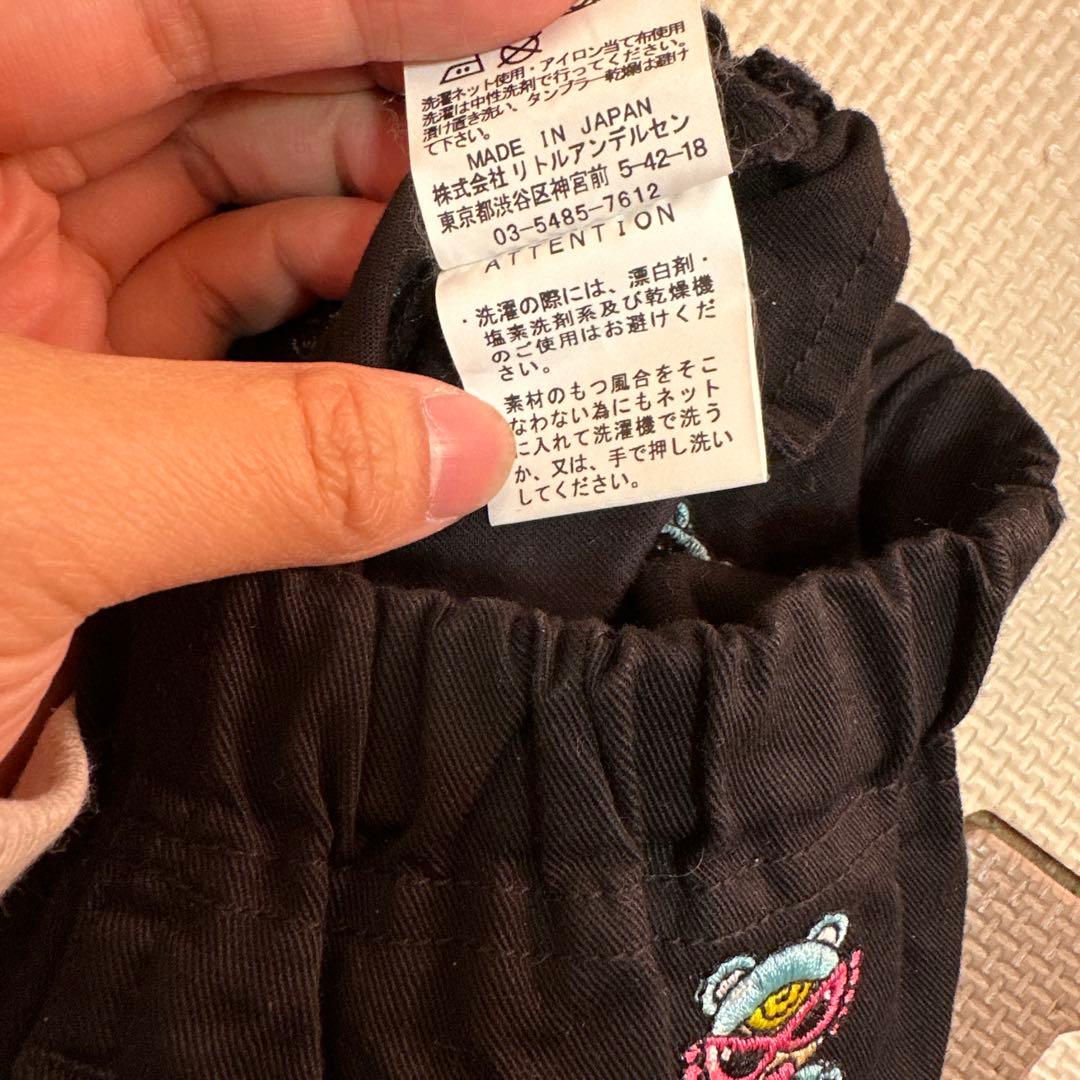 洗濯ネット使用・アイロン当て布使用
洗濯は中性洗剤で行ってください。
漬け置き洗い、タンブラー乾燥は避け
て下さい。
MADE IN JAPAN
株式会社リトルアンデルセン
東京都渋谷区神宮前 5-42-18
03-5485-7612
ATTENTION
・洗濯の際には、漂白剤・
塩素洗剤系及び乾燥機
のご使用はお避けくだ
さい。
素材のもつ風合をそこ
なわない為にもネット
に入れて洗濯機で洗う
か、又は、手で押し洗い
してください。